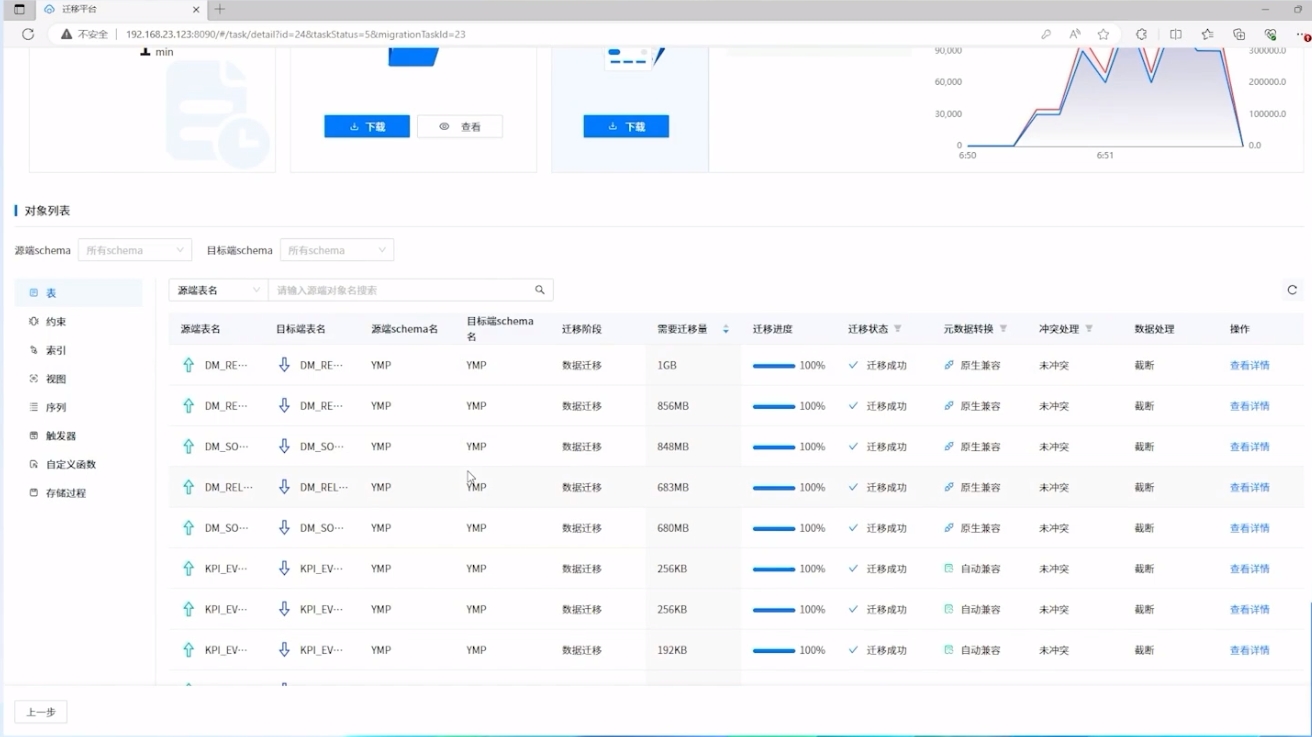 迁移平台
不安全 192.168.23.123:8090/#/task/detail?id=24&taskStatus=5&migrationTaskId=23
1 min
90,000 300000.0
60,000 200000.0
30,000 100000.0
0 0.0
6:50 6:51
下载 查看 下载
对象列表
源端schema 所有schema 目标端schema 所有schema
表
约束
索引
视图
序列
触发器
自定义函数
存储过程
源端表名 请输入源端对象名搜索
源端表名 目标端表名 源端schema名 目标端schema名 迁移阶段 需要迁移量 迁移进度 迁移状态 元数据转换 冲突处理 数据处理 操作
DM_RE··· DM_RE··· YMP YMP 数据迁移 1GB 100% 迁移成功 原生兼容 未冲突 截断 查看详情
DM_RE··· DM_RE··· YMP YMP 数据迁移 856MB 100% 迁移成功 原生兼容 未冲突 截断 查看详情
DM_SO··· DM_SO··· YMP YMP 数据迁移 848MB 100% 迁移成功 原生兼容 未冲突 截断 查看详情
DM_REL··· DM_REL··· YMP YMP 数据迁移 683MB 100% 迁移成功 原生兼容 未冲突 截断 查看详情
DM_SO··· DM_SO··· YMP YMP 数据迁移 680MB 100% 迁移成功 原生兼容 未冲突 截断 查看详情
KPI_EV··· KPI_EV··· YMP YMP 数据迁移 256KB 100% 迁移成功 自动兼容 未冲突 截断 查看详情
KPI_EV··· KPI_EV··· YMP YMP 数据迁移 256KB 100% 迁移成功 自动兼容 未冲突 截断 查看详情
KPI_EV··· KPI_EV··· YMP YMP 数据迁移 192KB 100% 迁移成功 自动兼容 未冲突 截断 查看详情
上一步